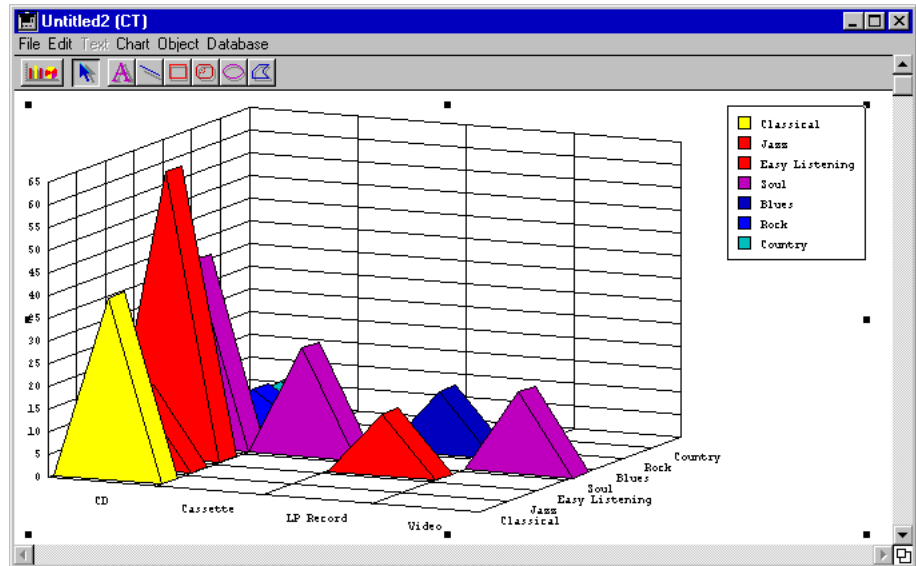 Untitled2 (CT)
File Edit Text Chart Object Database
A
Classical
Jazz
Easy Listening
Soul
Blues
Rock
Country
65
60
55
50
45
40
35
30
25
20
15
10
5
0
CD
Cassette
LP Record
Video
Classical
Jazz
Easy Listening
Soul
Blues
Rock
Country